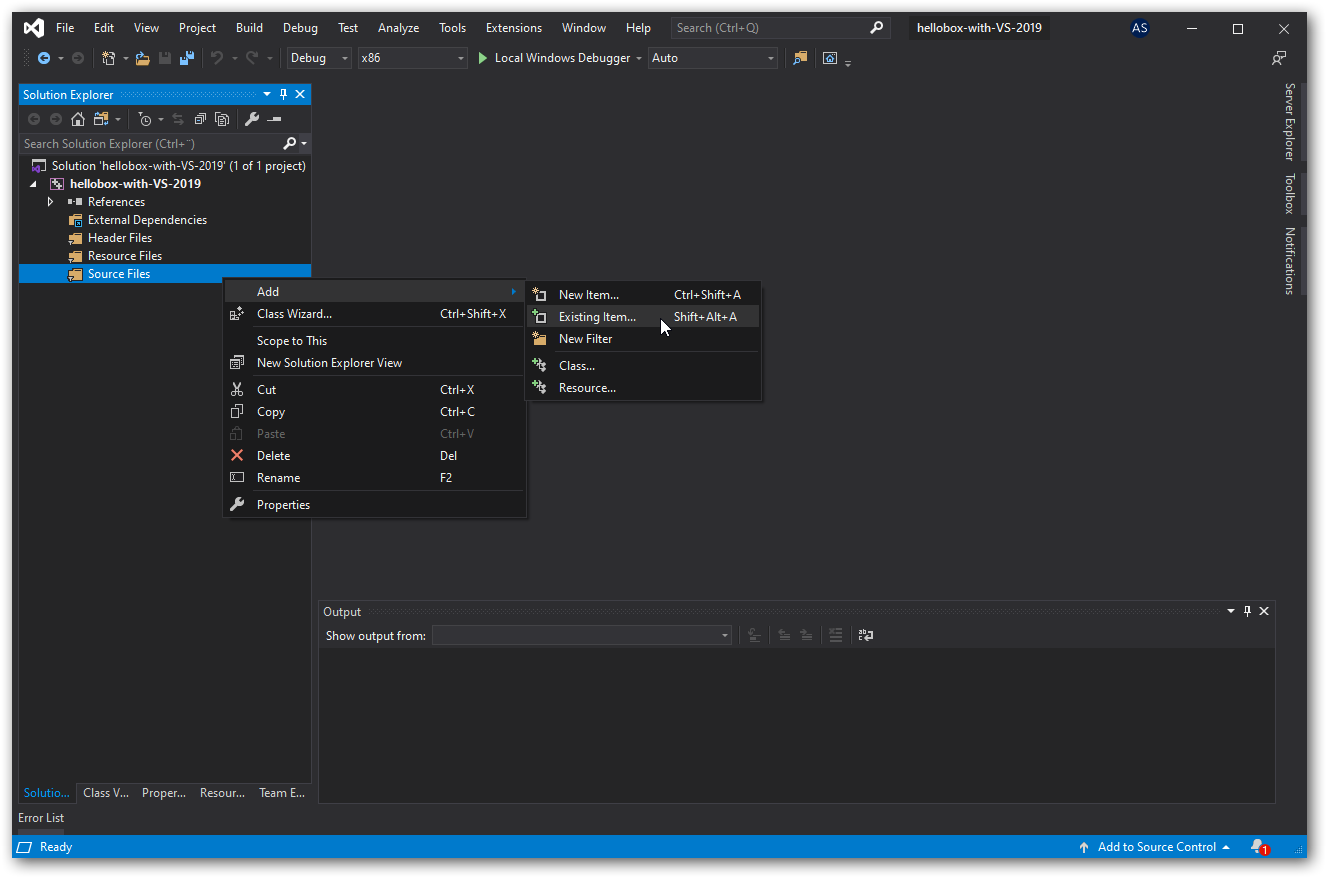 File Edit View Project Build Debug Test Analyze Tools Extensions Window Help Search (Ctrl+Q) hellobox-with-VS-2019 AS
Debug x86 Local Windows Debugger Auto
Solution Explorer
Search Solution Explorer (Ctrl+¨)
Solution 'hellobox-with-VS-2019' (1 of 1 project)
hellobox-with-VS-2019
References
External Dependencies
Header Files
Resource Files
Source Files
Add
Class Wizard... Ctrl+Shift+X
Scope to This
New Solution Explorer View
Cut Ctrl+X
Copy Ctrl+C
Paste Ctrl+V
Delete Del
Rename F2
Properties
New Item... Ctrl+Shift+A
Existing Item... Shift+Alt+A
New Filter
Class...
Resource...
Server Explorer
Toolbox
Notifications
Output
Show output from:
Solutio... Class V... Proper... Resour... Team E...
Error List
Ready Add to Source Control 1